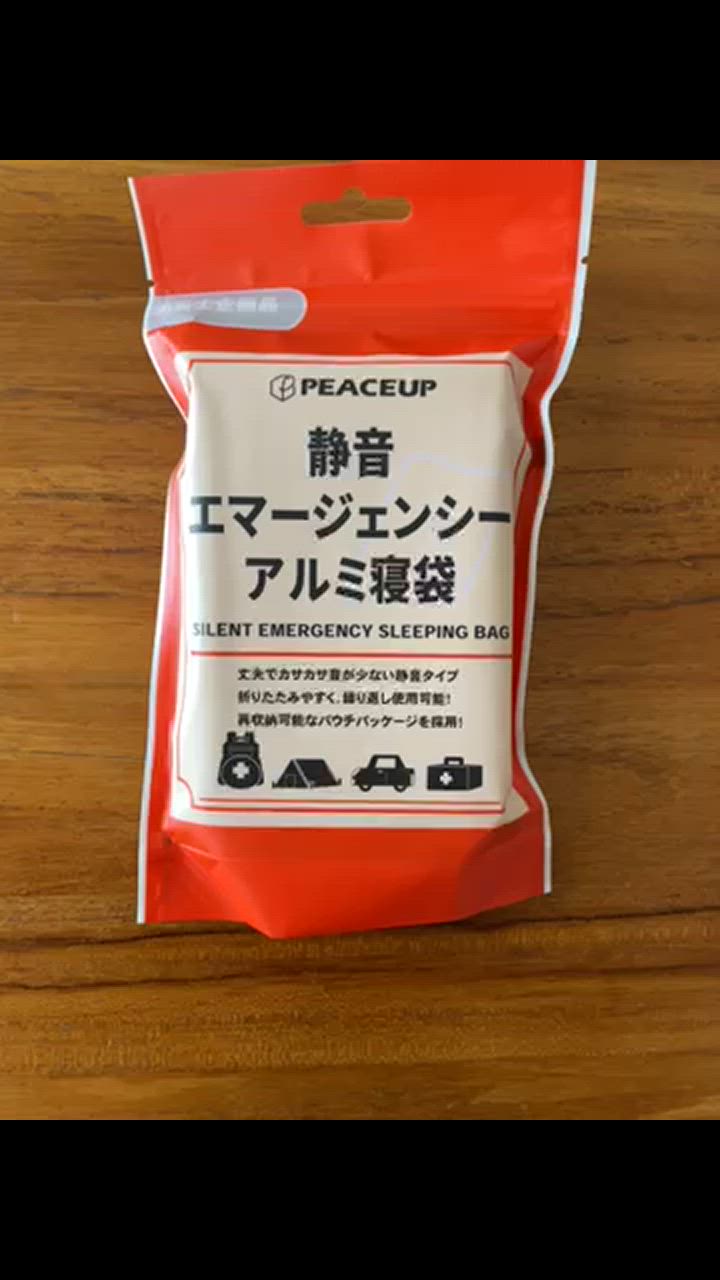 PEACEUP
静音
エマージェンシー
アルミ寝袋
SILENT EMERGENCY SLEEPING BAG
丈夫でカサカサ音が少ない静音タイプ
折りたたみやすく、繰り返し使用可能!
再収納可能なパウチパッケージを採用!